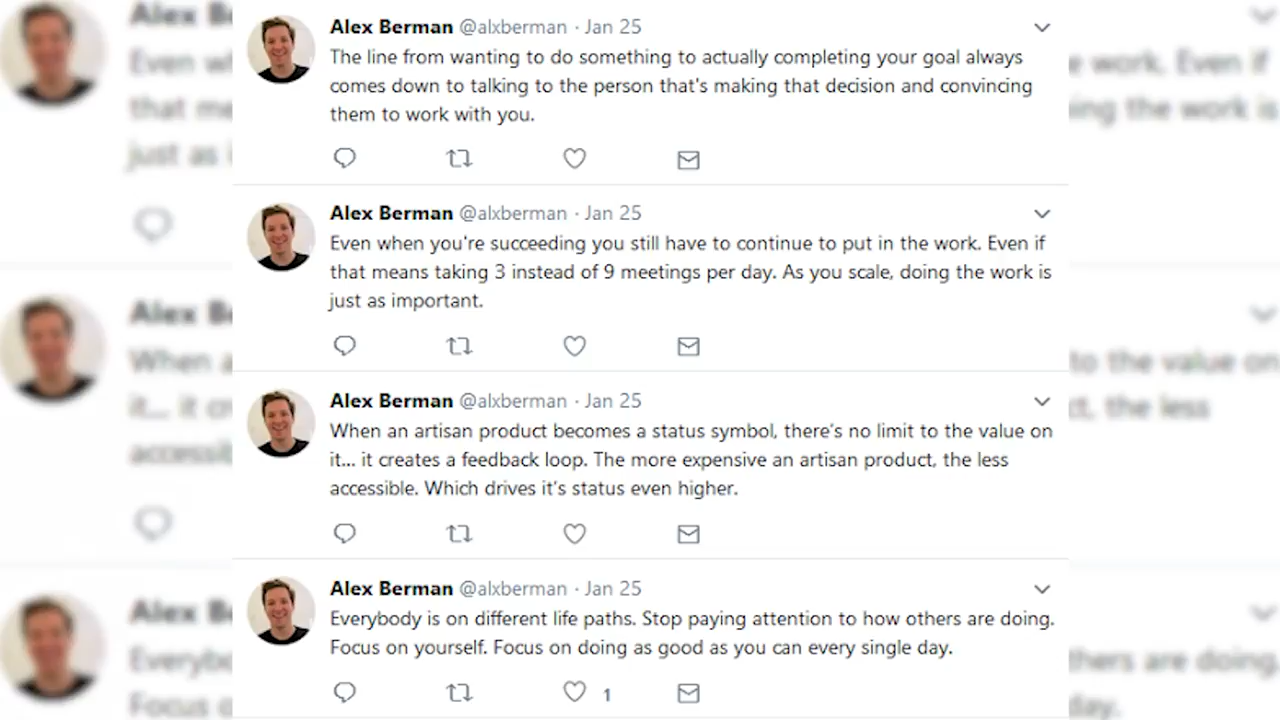 Alex Berman @alxberman · Jan 25
The line from wanting to do something to actually completing your goal always
comes down to talking to the person that's making that decision and convincing
them to work with you.
Alex Berman @alxberman · Jan 25
Even when you're succeeding you still have to continue to put in the work. Even if
that means taking 3 instead of 9 meetings per day. As you scale, doing the work is
just as important.
Alex Berman @alxberman · Jan 25
When an artisan product becomes a status symbol, there's no limit to the value on
it... it creates a feedback loop. The more expensive an artisan product, the less
accessible. Which drives it's status even higher.
Alex Berman @alxberman · Jan 25
Everybody is on different life paths. Stop paying attention to how others are doing.
Focus on yourself. Focus on doing as good as you can every single day.
1